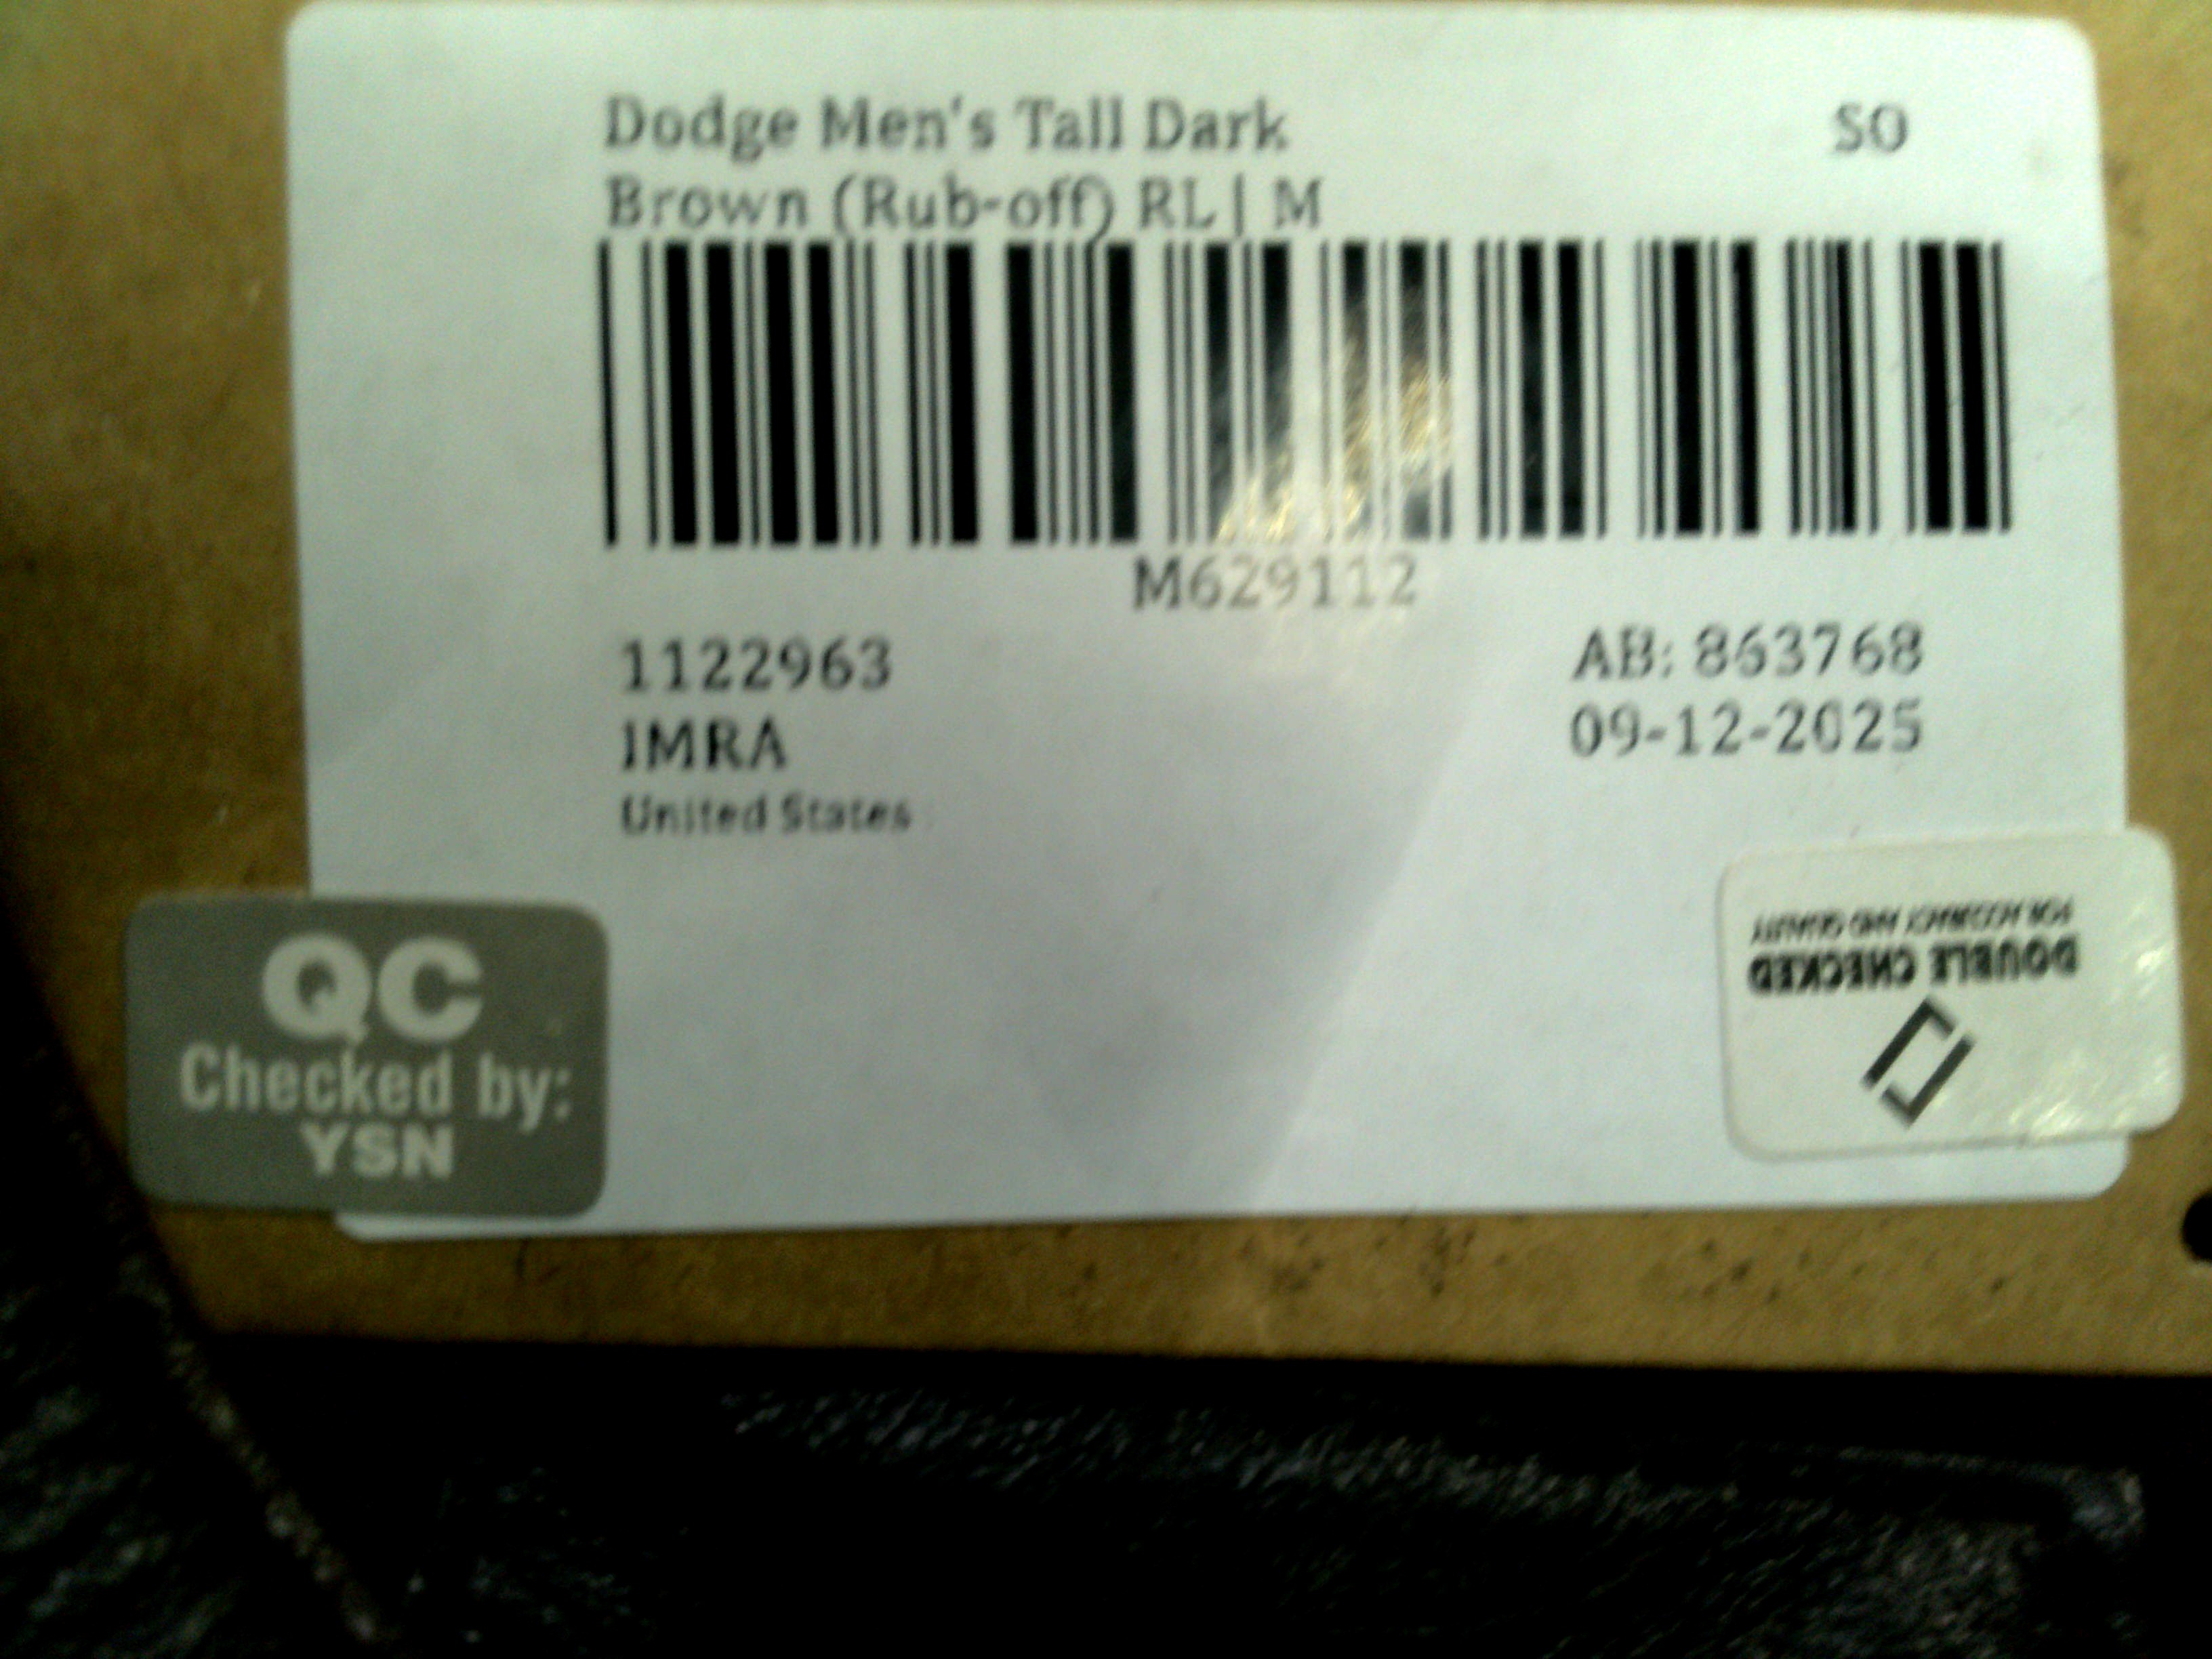 Dodge Men's Tall Dark
Brown (Rub-off) RL | M
SO
M629112
1122963
IMRA
United States
AB: 863768
09-12-2025
QC
Checked by:
YSN
DOUBLE CHECKED
FOR ACCURACY AND QUALITY